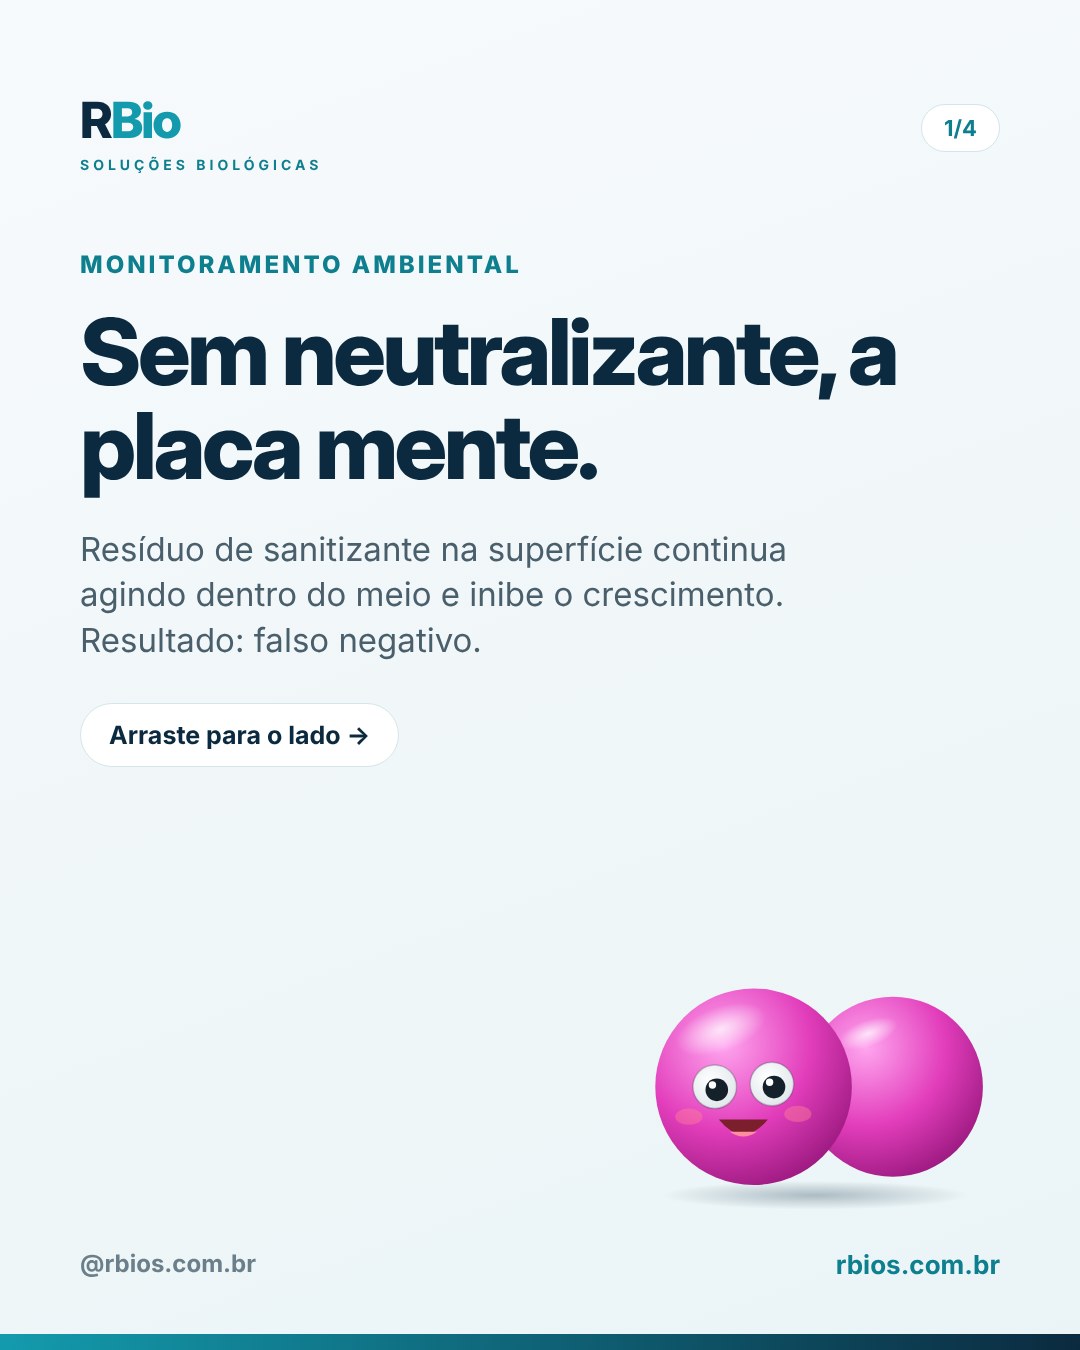 RBio
SOLUÇÕES BIOLÓGICAS
1/4
MONITORAMENTO AMBIENTAL
Sem neutralizante, a
placa mente.
Resíduo de sanitizante na superfície continua
agindo dentro do meio e inibe o crescimento.
Resultado: falso negativo.
Arraste para o lado →
@rbios.com.br
rbios.com.br